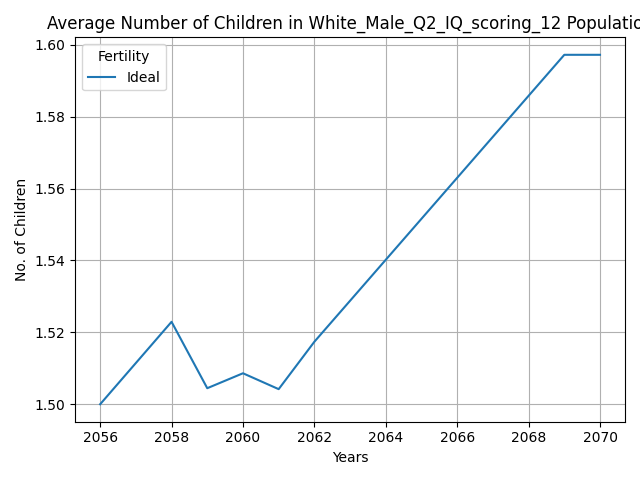 Average Number of Children in White_Male_Q2_IQ_scoring_12 Populatio
Fertility
Ideal
1.60
1.58
1.56
1.54
1.52
1.50
No. of Children
2056 2058 2060 2062 2064 2066 2068 2070
Years